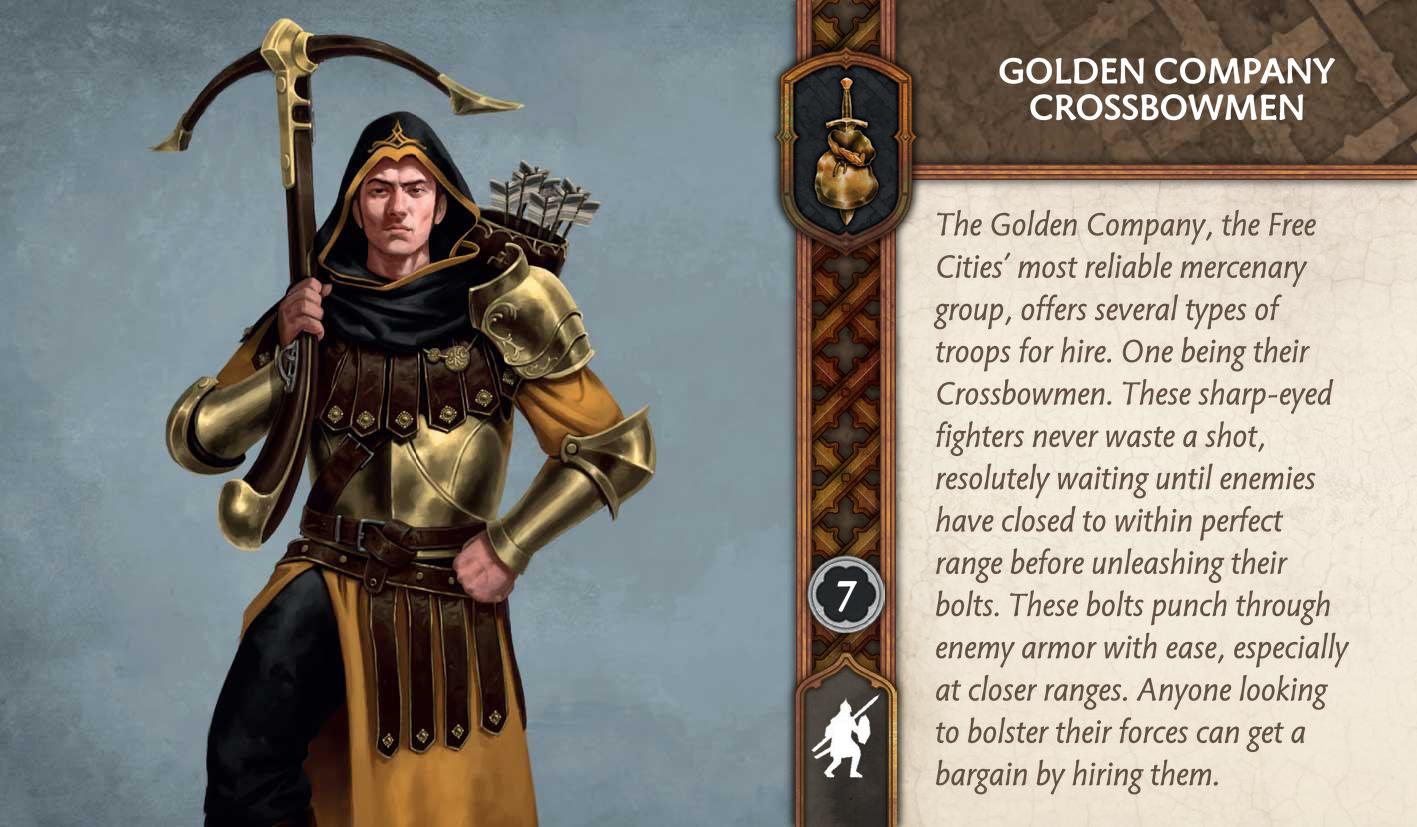 GOLDEN COMPANY
CROSSBOWMEN
The Golden Company, the Free
Cities’ most reliable mercenary
group, offers several types of
troops for hire. One being their
Crossbowmen. These sharp-eyed
fighters never waste a shot,
resolutely waiting until enemies
have closed to within perfect
range before unleashing their
bolts. These bolts punch through
enemy armor with ease, especially
at closer ranges. Anyone looking
to bolster their forces can get a
bargain by hiring them.
7